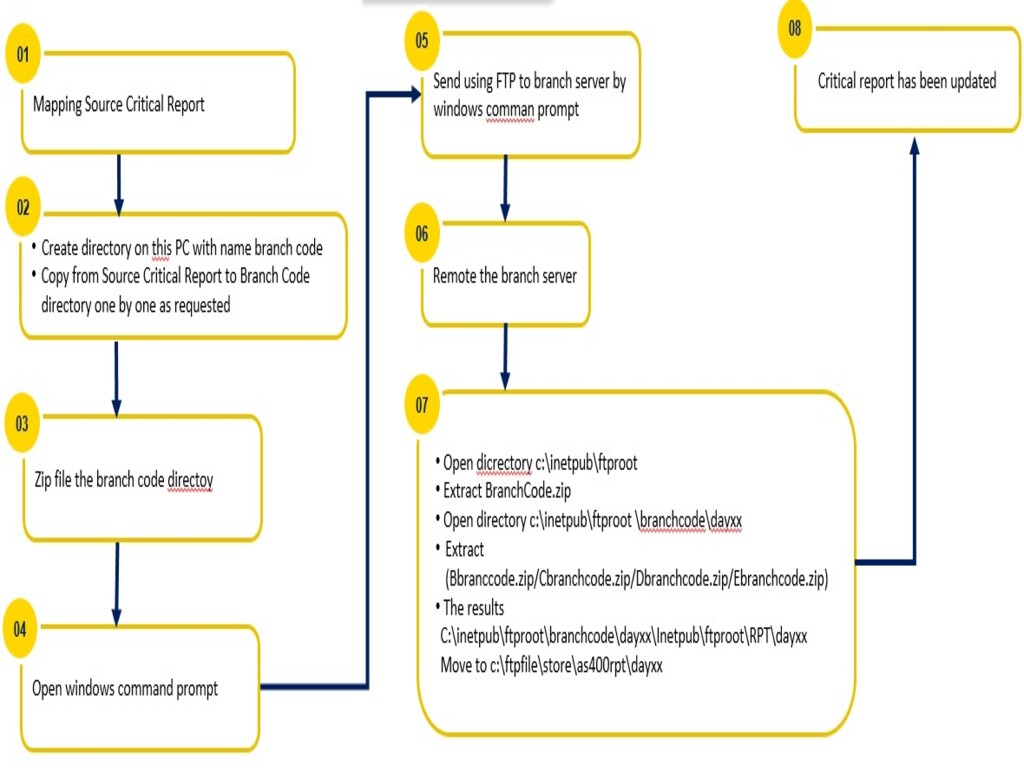 01
Mapping Source Critical Report
02
• Create directory on this PC with name branch code
• Copy from Source Critical Report to Branch Code
directory one by one as requested
03
Zip file the branch code directoy
04
Open windows command prompt
05
Send using FTP to branch server by
windows comman prompt
06
Remote the branch server
07
• Open dicrectory c:\inetpub\ftproot
• Extract BranchCode.zip
• Open directory c:\inetpub\ftproot \branchcode\dayxx
• Extract
(Bbranccode.zip/Cbranchcode.zip/Dbranchcode.zip/Ebranchcode.zip)
• The results
C:\inetpub\ftproot\branchcode\dayxx\Inetpub\ftproot\RPT\dayxx
Move to c:\ftpfile\store\as400rpt\dayxx
08
Critical report has been updated